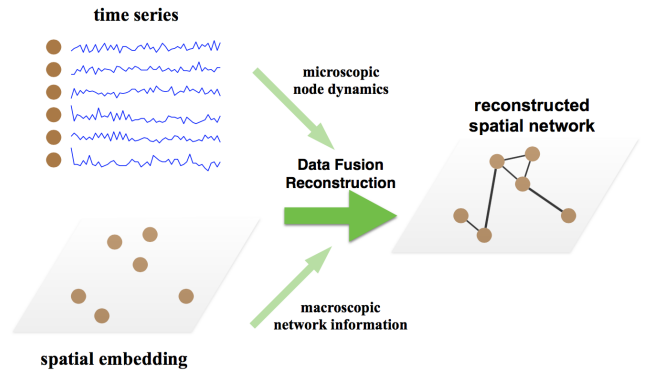 time series
microscopic
node dynamics
reconstructed
spatial network
Data Fusion
Reconstruction
macroscopic
network information
spatial embedding